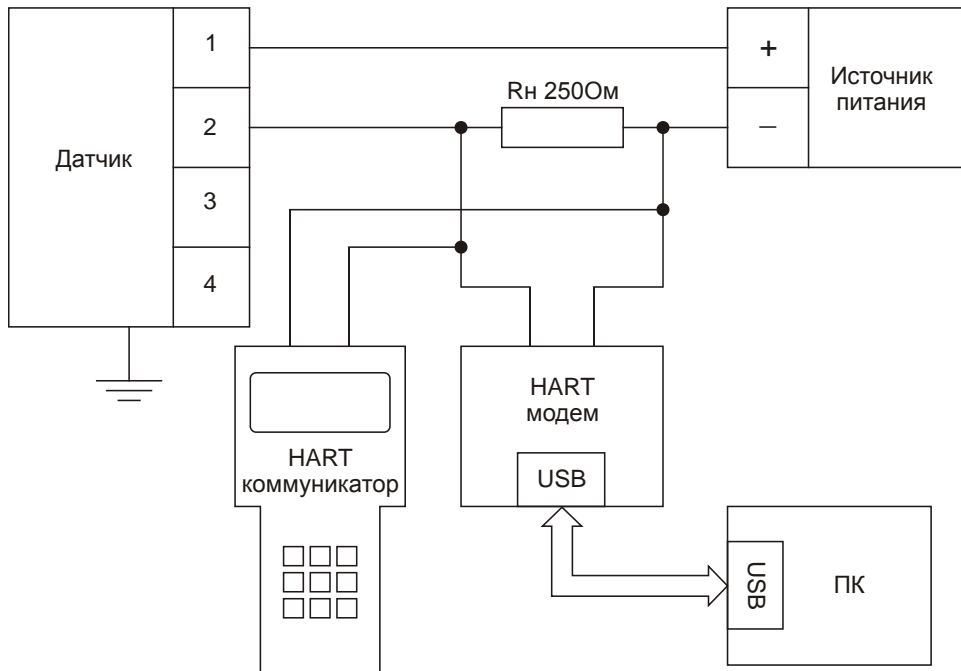 1
+
Источник
питания
Rн 250Ом
2
–
Датчик
3
4
HART
модем
HART
коммуникатор
USB
USB
ПК